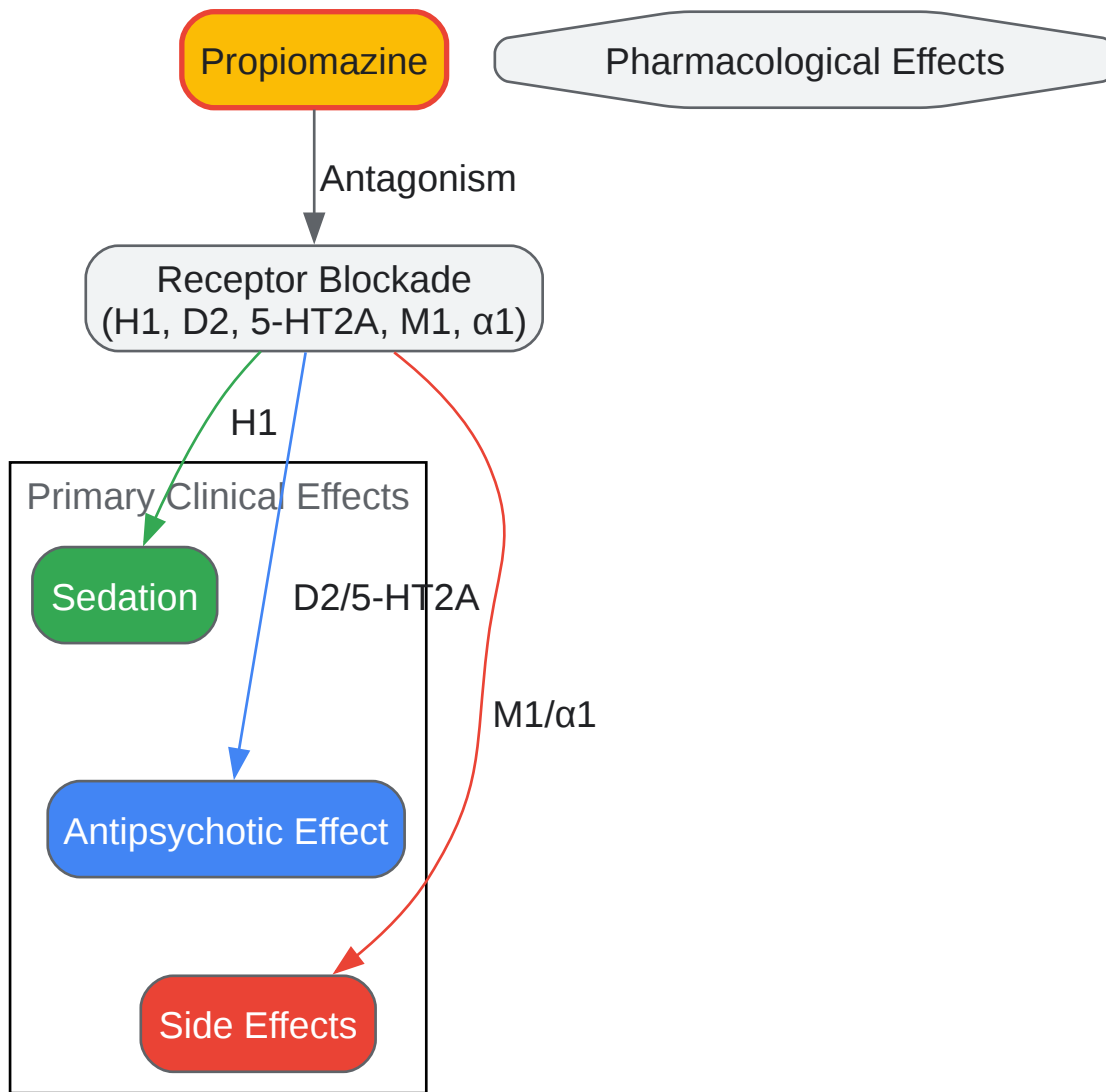 Propiomazine
Pharmacological Effects
Antagonism
Receptor Blockade
(H1, D2, 5-HT2A, M1, α1)
H1
Primary Clinical Effects
Sedation
D2/5-HT2A
M1/α1
Antipsychotic Effect
Side Effects